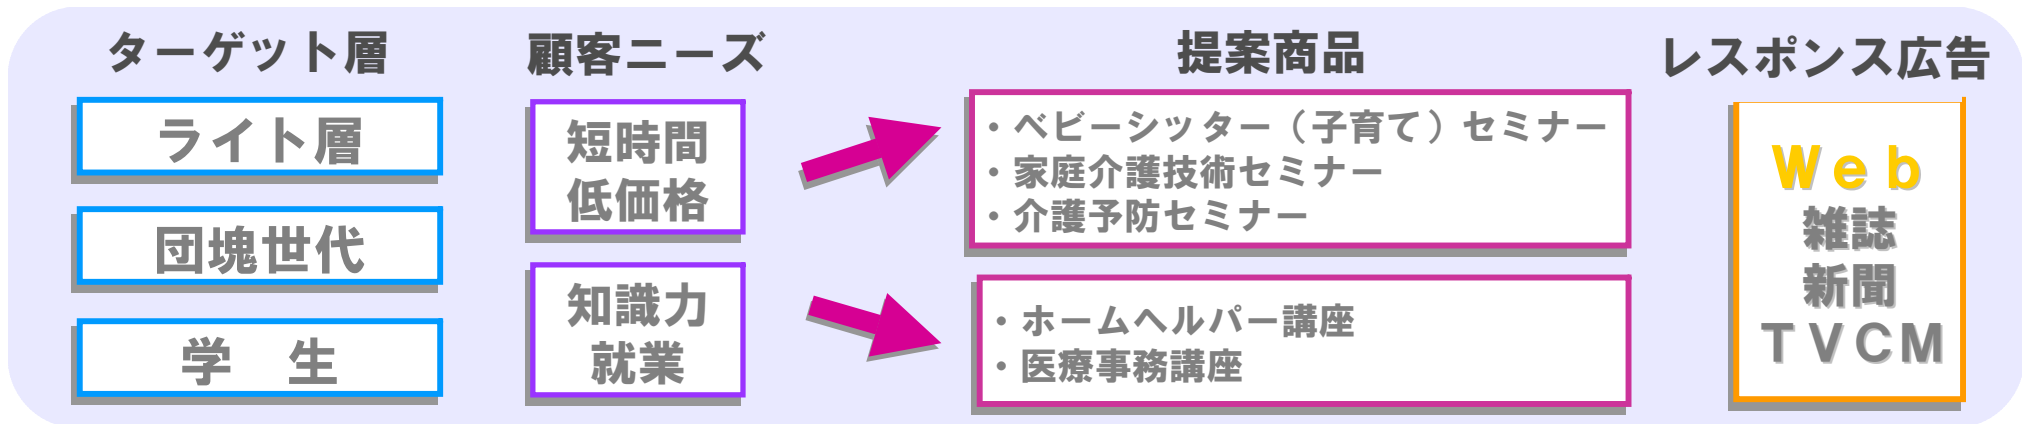 ターゲット層
ライト層
団塊世代
学　生
顧客ニーズ
短時間
低価格
知識力
就業
提案商品
・ベビーシッター（子育て）セミナー
・家庭介護技術セミナー
・介護予防セミナー
・ホームヘルパー講座
・医療事務講座
レスポンス広告
Ｗｅｂ
雑誌
新聞
ＴＶＣＭ